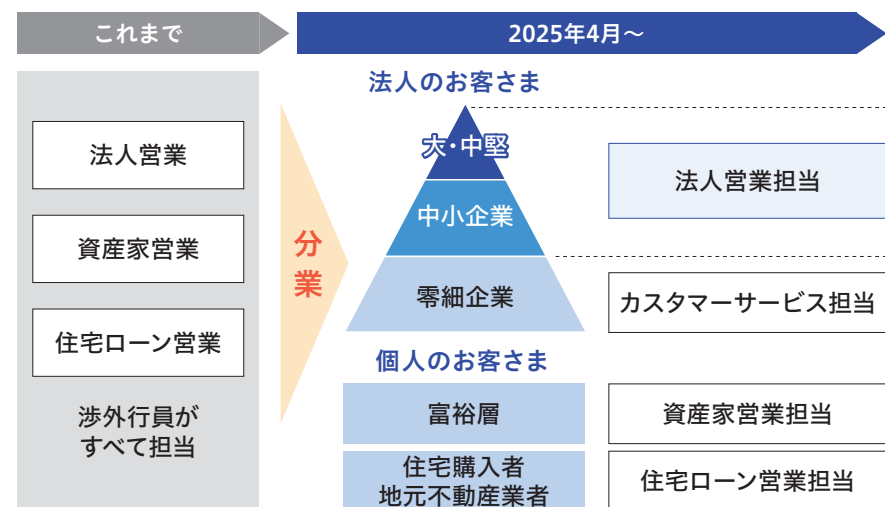 これまで
2025年4月～
法人営業
資産家営業
住宅ローン営業
渉外行員が
すべて担当
分業
法人のお客さま
大・中堅
中小企業
零細企業
法人営業担当
カスタマーサービス担当
個人のお客さま
富裕層
資産家営業担当
住宅購入者
地元不動産業者
住宅ローン営業担当